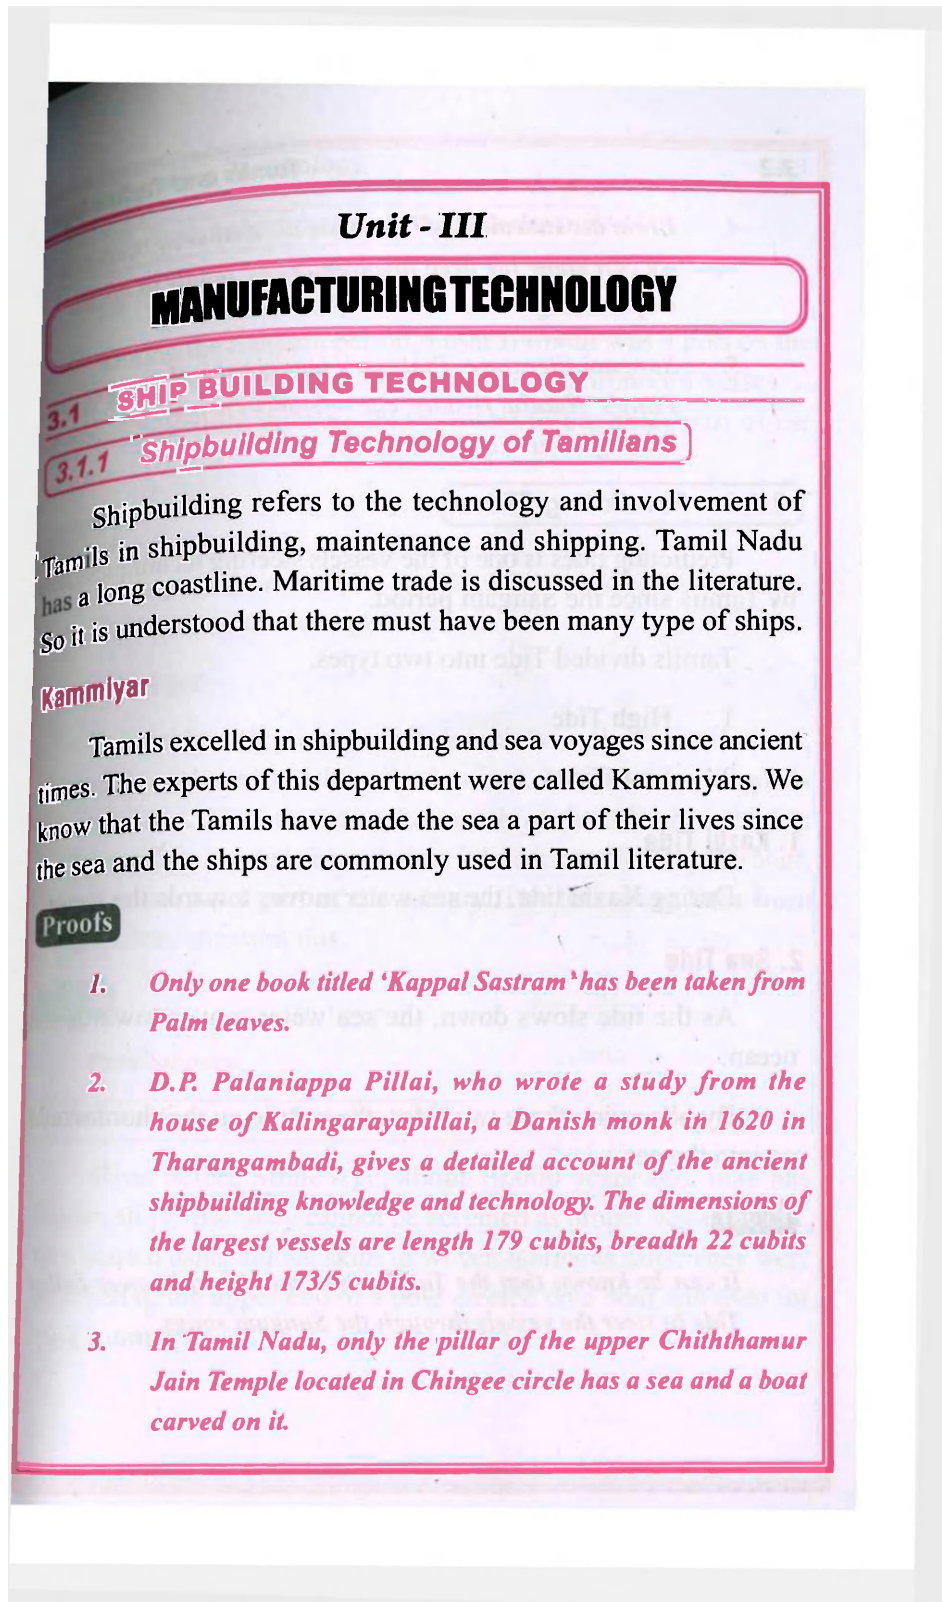 Unit - III
MANUFACTURING TECHNOLOGY
3.1 SHIP BUILDING TECHNOLOGY
3.1.1 Shipbuilding Technology of Tamilians
Shipbuilding refers to the technology and involvement of
Tamils in shipbuilding, maintenance and shipping. Tamil Nadu
has a long coastline. Maritime trade is discussed in the literature.
So it is understood that there must have been many type of ships.
Kammiyar
Tamils excelled in shipbuilding and sea voyages since ancient
times. The experts of this department were called Kammiyars. We
know that the Tamils have made the sea a part of their lives since
the sea and the ships are commonly used in Tamil literature.
Proofs
1. Only one book titled ‘Kappal Sastram‘ has been taken from
Palm leaves.
2. D.P. Palaniappa Pillai, who wrote a study from the
house of Kalingarayapillai, a Danish monk in 1620 in
Tharangambadi, gives a detailed account of the ancient
shipbuilding knowledge and technology. The dimensions of
the largest vessels are length 179 cubits, breadth 22 cubits
and height 173/5 cubits.
3. In Tamil Nadu, only the pillar of the upper Chiththamur
Jain Temple located in Chingee circle has a sea and a boat
carved on it.